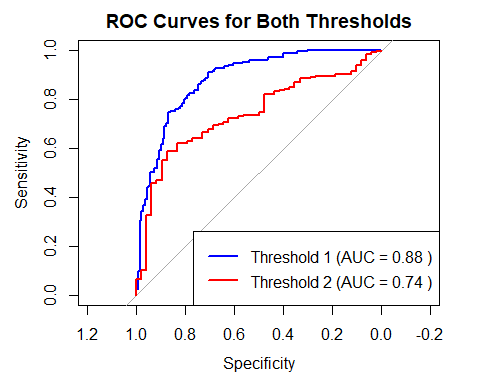 ROC Curves for Both Thresholds
Sensitivity
1.0
0.8
0.6
0.4
0.2
0.0
Threshold 1 (AUC = 0.88 )
Threshold 2 (AUC = 0.74 )
1.2 1.0 0.8 0.6 0.4 0.2 0.0 -0.2
Specificity